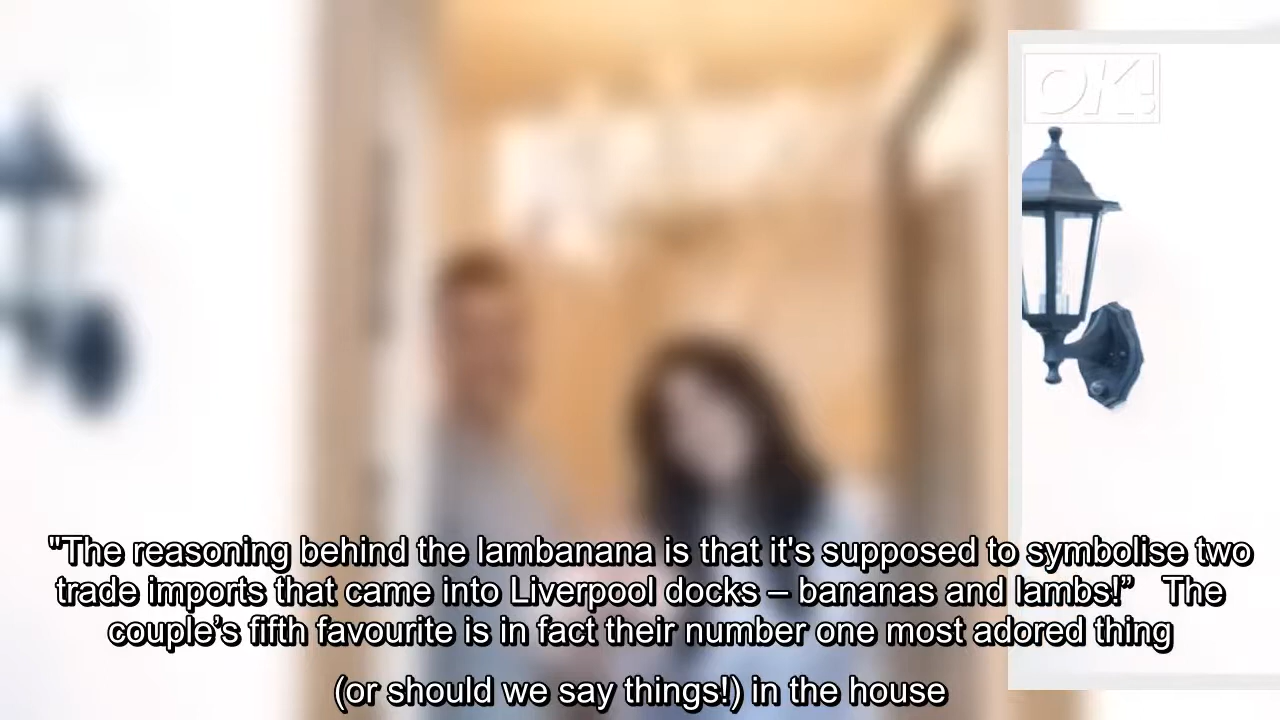 OK!
"The reasoning behind the lambanana is that it's supposed to symbolise two
trade imports that came into Liverpool docks – bananas and lambs!”   The
couple’s fifth favourite is in fact their number one most adored thing
(or should we say things!) in the house